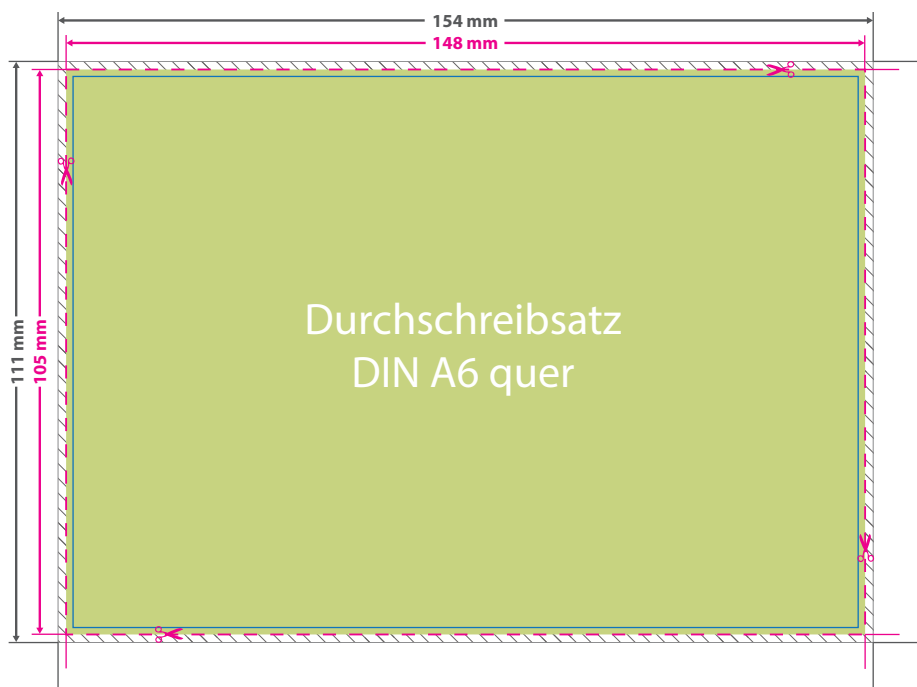 154 mm
148 mm
111 mm
105 mm
Durchschreibsatz
DIN A6 quer